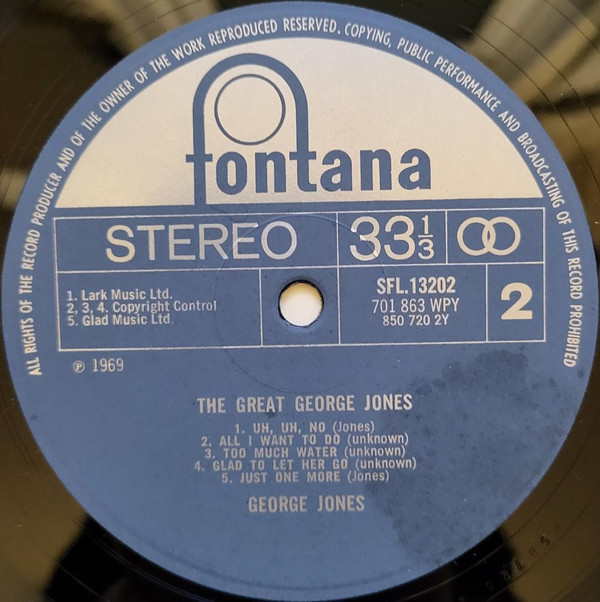 ALL RIGHTS OF THE RECORD PRODUCER AND OF THE OWNER OF THE WORK REPRODUCED RESERVED. COPYING, PUBLIC PERFORMANCE AND BROADCASTING OF THIS RECORD PROHIBITED
fontana
STEREO 33 1/3
1. Lark Music Ltd.
2, 3, 4. Copyright Control
5. Glad Music Ltd.
SFL.13202
701 863 WPY
850 720 2Y
2
℗ 1969
THE GREAT GEORGE JONES
1. UH, UH, NO (Jones)
2. ALL I WANT TO DO (unknown)
3. TOO MUCH WATER (unknown)
4. GLAD TO LET HER GO (unknown)
5. JUST ONE MORE (Jones)
GEORGE JONES